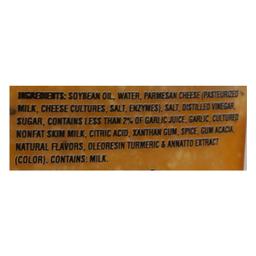 INGREDIENTS: SOYBEAN OIL, WATER, PARMESAN CHEESE (PASTEURIZED
MILK, CHEESE CULTURES, SALT, ENZYMES), SALT, DISTILLED VINEGAR,
SUGAR, CONTAINS LESS THAN 2% OF GARLIC JUICE, GARLIC, CULTURED
NONFAT SKIM MILK, CITRIC ACID, XANTHAN GUM, SPICE, GUM ACACIA,
NATURAL FLAVORS, OLEORESIN TURMERIC & ANNATTO EXTRACT
(COLOR). CONTAINS: MILK.